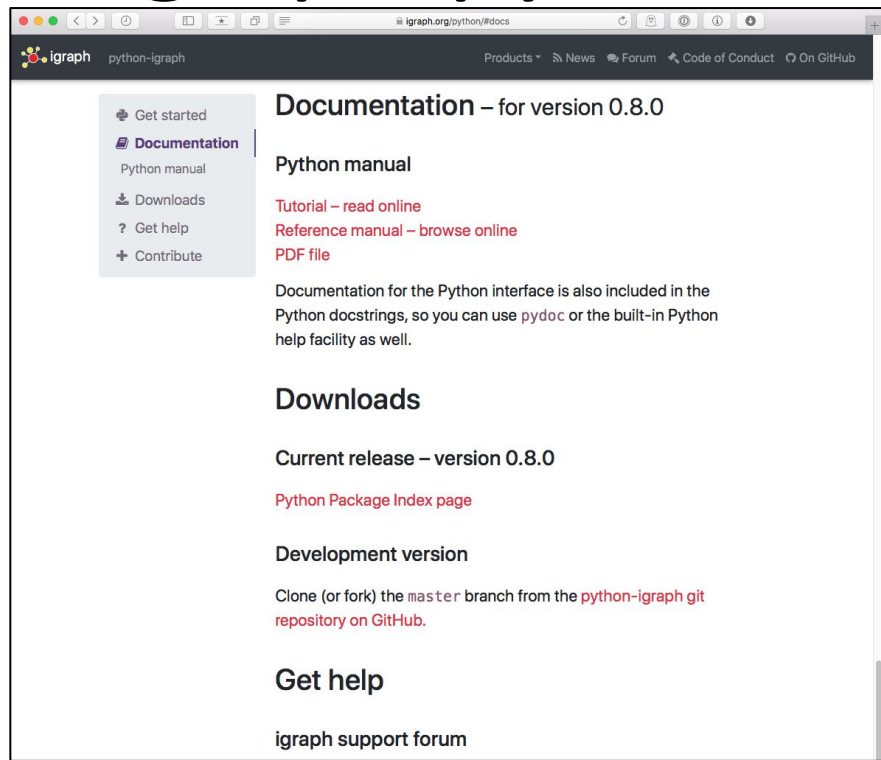 igraph.org/python/#docs
igraph python-igraph Products News Forum Code of Conduct On GitHub
Get started
Documentation
Python manual
Downloads
? Get help
Contribute
Documentation – for version 0.8.0
Python manual
Tutorial – read online
Reference manual – browse online
PDF file
Documentation for the Python interface is also included in the
Python docstrings, so you can use pydoc or the built-in Python
help facility as well.
Downloads
Current release – version 0.8.0
Python Package Index page
Development version
Clone (or fork) the master branch from the python-igraph git
repository on GitHub.
Get help
igraph support forum